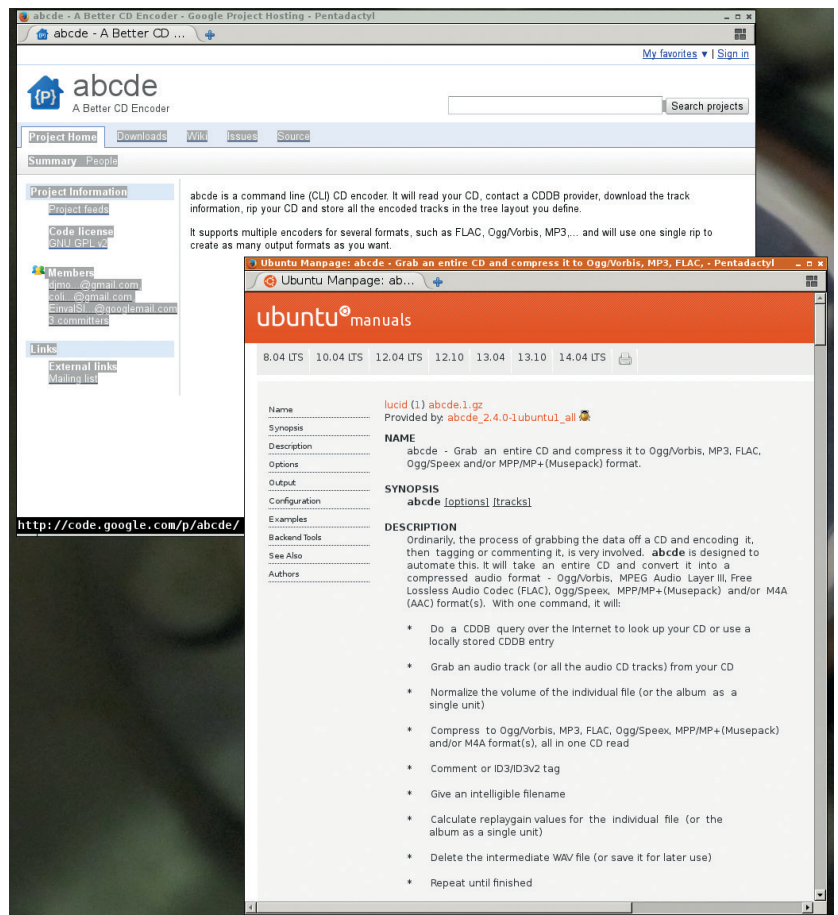 abcde - A Better CD Encoder - Google Project Hosting - Pentadactyl
abcde - A Better CD ...
My favorites ▼ | Sign in
{P}
abcde
A Better CD Encoder
Search projects
Project Home Downloads Wiki Issues Source
Summary People
Project Information
Project feeds
Code license
GNU GPL v2
Members
djmo...@gmail.com,
coli...@gmail.com,
EinvalSl...@googlemail.com
3 committers
Links
External links
Mailing list
abcde is a command line (CLI) CD encoder. It will read your CD, contact a CDDB provider, download the track
information, rip your CD and store all the encoded tracks in the tree layout you define.
It supports multiple encoders for several formats, such as FLAC, Ogg/Vorbis, MP3,... and will use one single rip to
create as many output formats as you want.
http://code.google.com/p/abcde/
Ubuntu Manpage: abcde - Grab an entire CD and compress it to Ogg/Vorbis, MP3, FLAC, - Pentadactyl
Ubuntu Manpage: ab...
ubuntu manuals
8.04 LTS 10.04 LTS 12.04 LTS 12.10 13.04 13.10 14.04 LTS
Name
Synopsis
Description
Options
Output
Configuration
Examples
Backend Tools
See Also
Authors
lucid (1) abcde.1.gz
Provided by: abcde_2.4.0-1ubuntu1_all
NAME
abcde - Grab an entire CD and compress it to Ogg/Vorbis, MP3, FLAC,
Ogg/Speex and/or MPP/MP+(Musepack) format.
SYNOPSIS
abcde [options] [tracks]
DESCRIPTION
Ordinarily, the process of grabbing the data off a CD and encoding it,
then tagging or commenting it, is very involved. abcde is designed to
automate this. It will take an entire CD and convert it into a
compressed audio format - Ogg/Vorbis, MPEG Audio Layer III, Free
Lossless Audio Codec (FLAC), Ogg/Speex, MPP/MP+(Musepack) and/or M4A
(AAC) format(s). With one command, it will:
* Do a CDDB query over the Internet to look up your CD or use a
locally stored CDDB entry
* Grab an audio track (or all the audio CD tracks) from your CD
* Normalize the volume of the individual file (or the album as a
single unit)
* Compress to Ogg/Vorbis, MP3, FLAC, Ogg/Speex, MPP/MP+(Musepack)
and/or M4A format(s), all in one CD read
* Comment or ID3/ID3v2 tag
* Give an intelligible filename
* Calculate replaygain values for the individual file (or the
album as a single unit)
* Delete the intermediate WAV file (or save it for later use)
* Repeat until finished